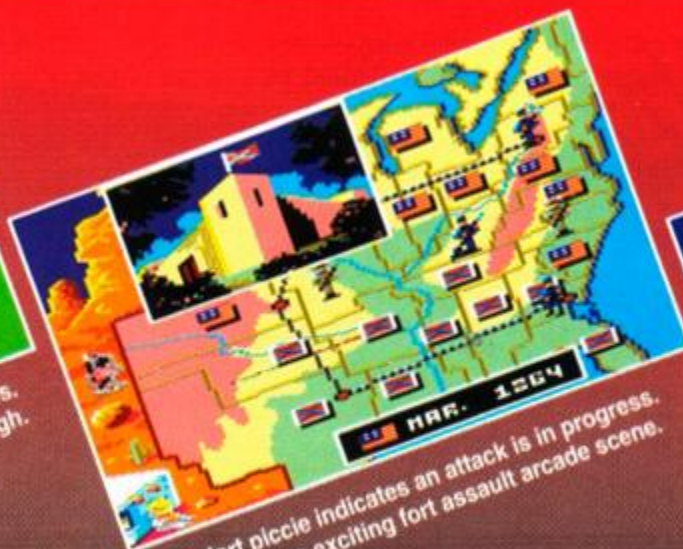 s.
gh.
MAR. 1864
piccie indicates an attack is in progress.
exciting fort assault arcade scene.